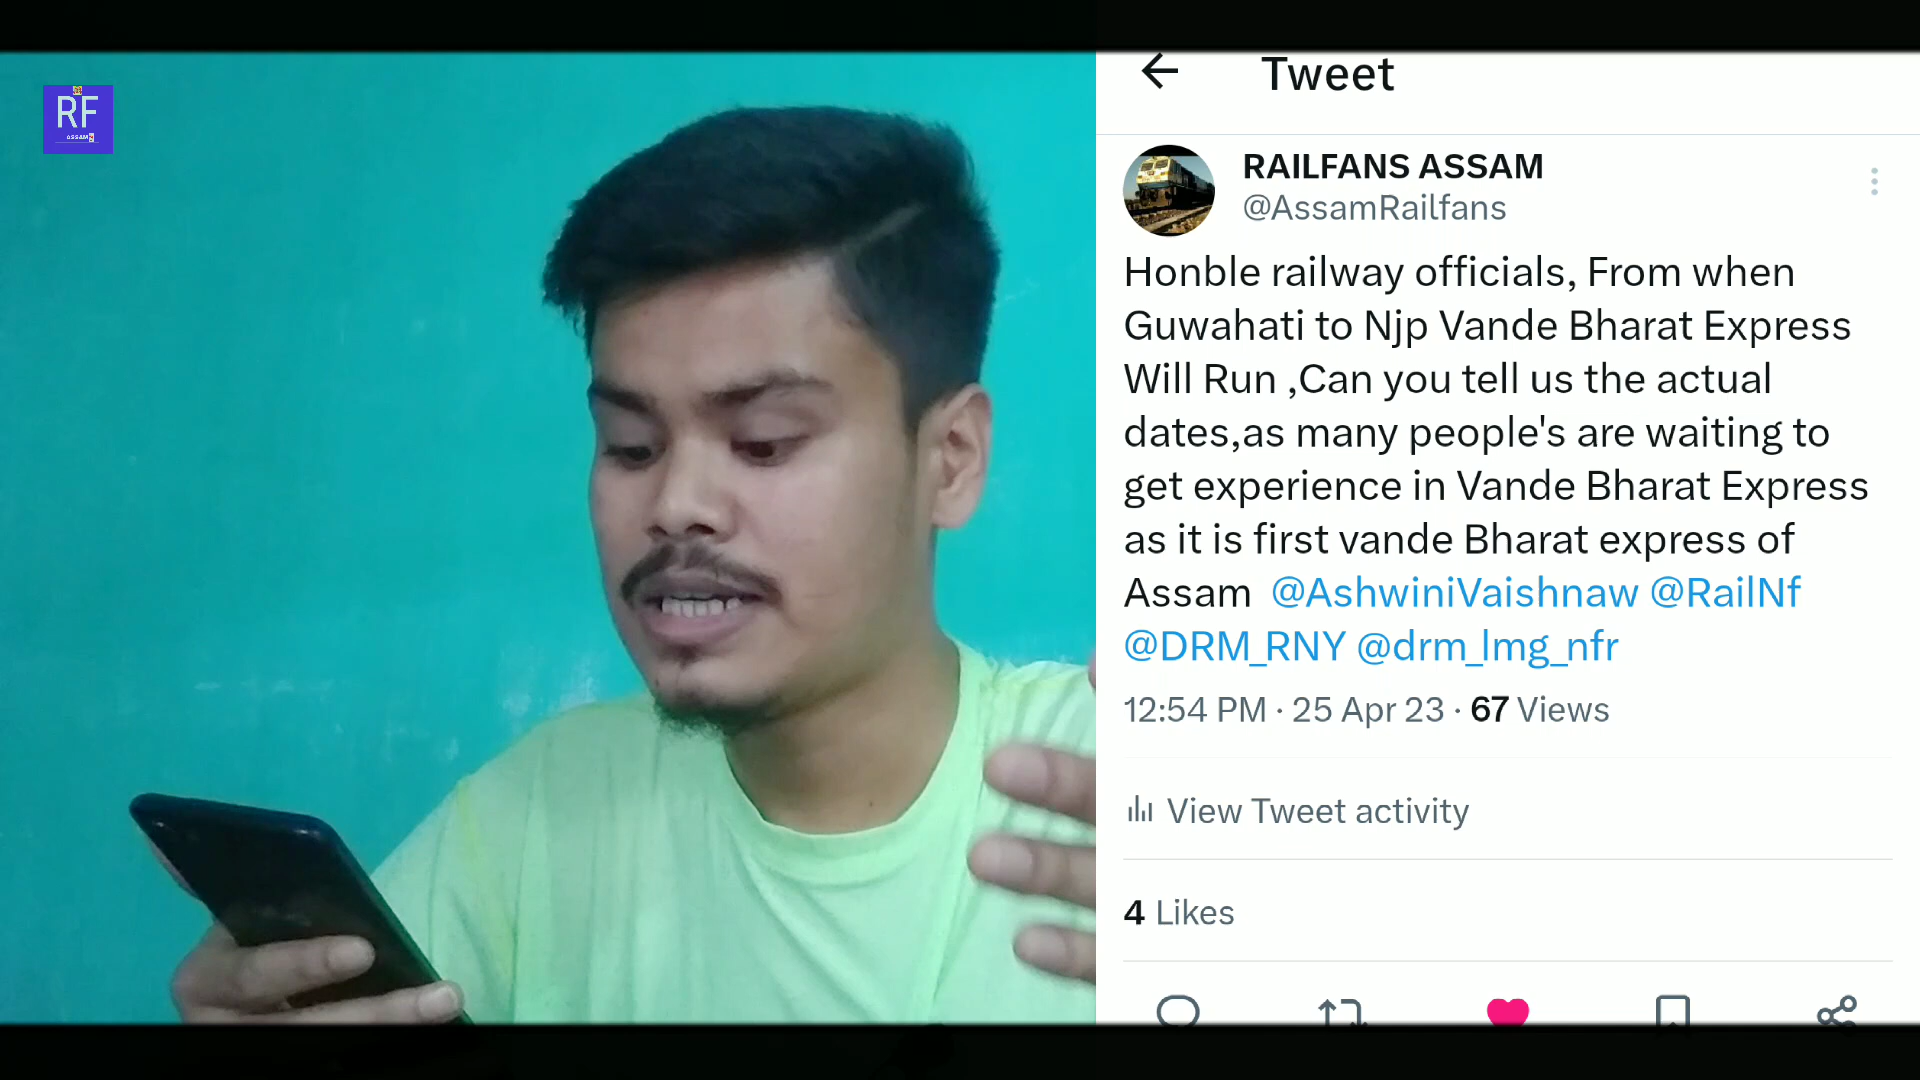 RF
ASSAM
Tweet
RAILFANS ASSAM
@AssamRailfans
Honble railway officials, From when
Guwahati to Njp Vande Bharat Express
Will Run ,Can you tell us the actual
dates,as many people's are waiting to
get experience in Vande Bharat Express
as it is first vande Bharat express of
Assam @AshwiniVaishnaw @RailNf
@DRM_RNY @drm_lmg_nfr
12:54 PM · 25 Apr 23 · 67 Views
View Tweet activity
4 Likes